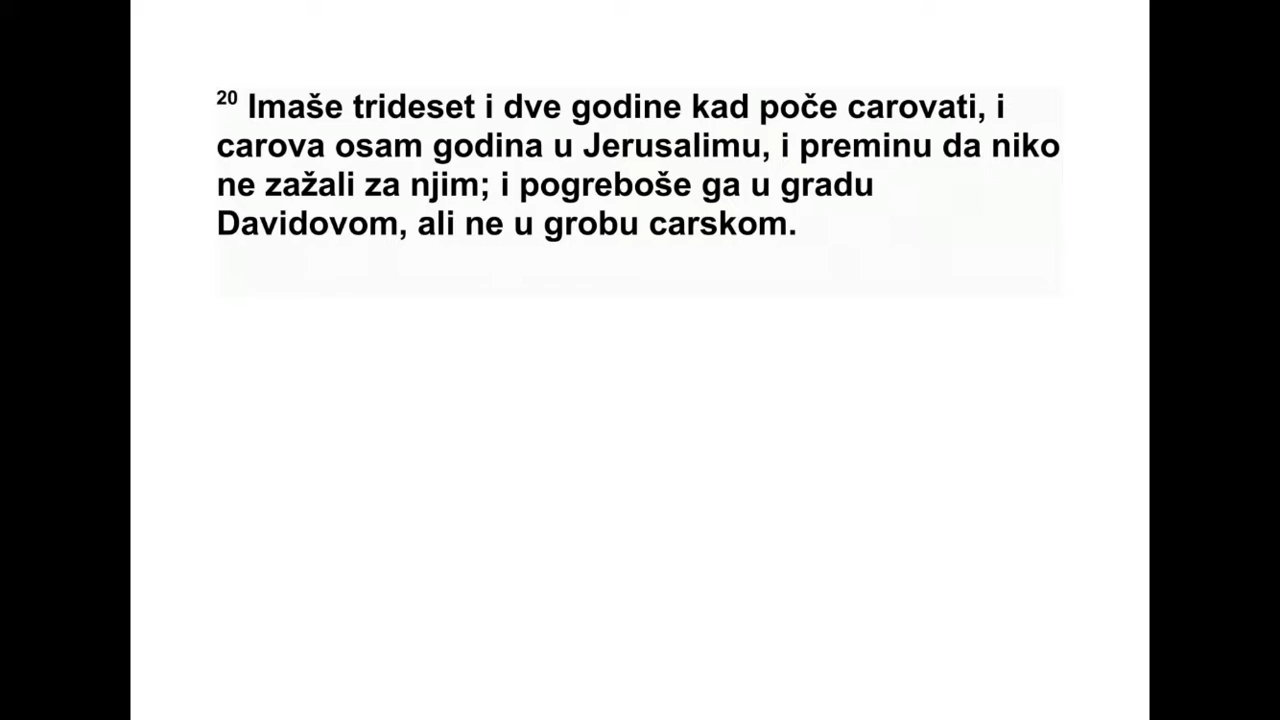 20 Imaše trideset i dve godine kad poče carovati, i
carova osam godina u Jerusalimu, i preminu da niko
ne zažali za njim; i pogreboše ga u gradu
Davidovom, ali ne u grobu carskom.